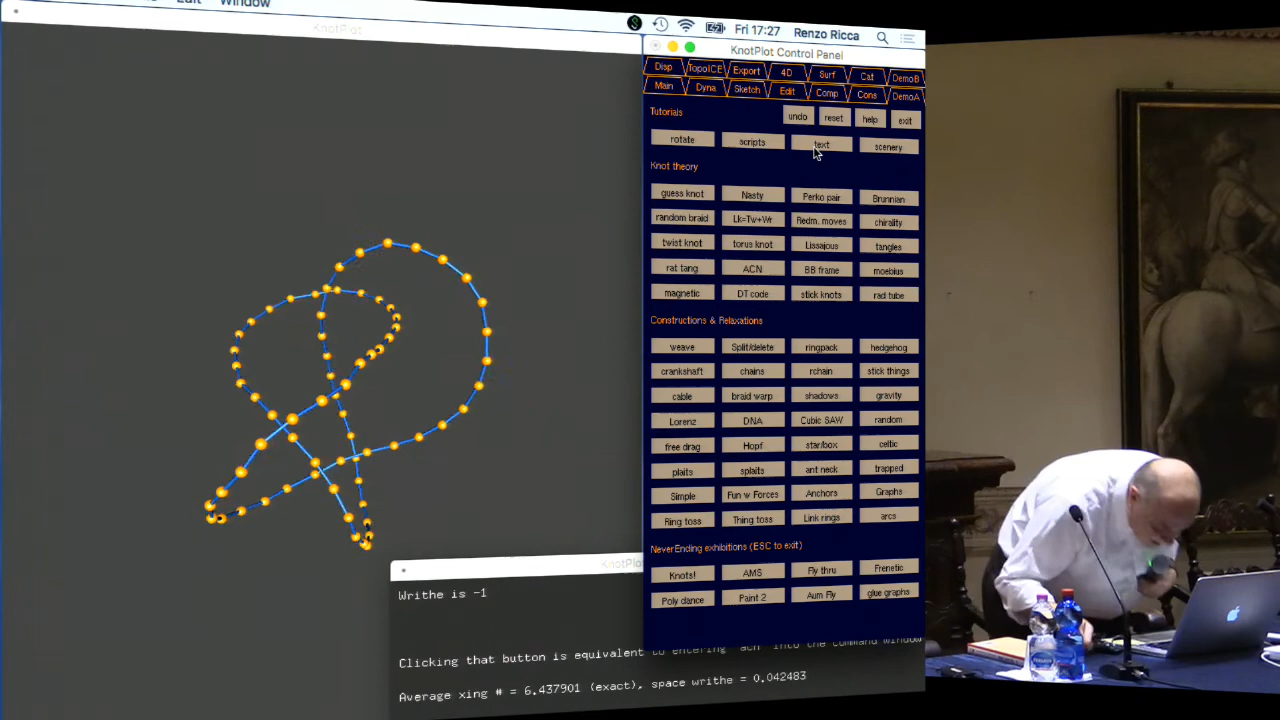 Edit Window
Fri 17:27 Renzo Ricca
KnotPlot
KnotPlot Control Panel
Disp TopoICE Export 4D Surf Cat DemoB
Main Dyna Sketch Edit Comp Cons DemoA
Tutorials undo reset help exit
rotate scripts text scenery
Knot theory
guess knot Nasty Perko pair Brunnian
random braid Lk=Tw+Wr Redm. moves chirality
twist knot torus knot Lissajous tangles
rat tang ACN BB frame moebius
magnetic DT code stick knots rad tube
Constructions & Relaxations
weave Split/delete ringpack hedgehog
crankshaft chains rchain stick things
cable braid warp shadows gravity
Lorenz DNA Cubic SAW random
free drag Hopf star/box celtic
plaits splaits ant neck trapped
Simple Fun w Forces Anchors Graphs
Ring toss Thing toss Link rings arcs
NeverEnding exhibitions (ESC to exit)
Knots! AMS Fly thru Frenetic
Poly dance Paint 2 Aum Fly glue graphs
Writhe is -1
Clicking that button is equivalent to entering acn into the command window
Average xing # = 6.437901 (exact), space writhe = 0.042483